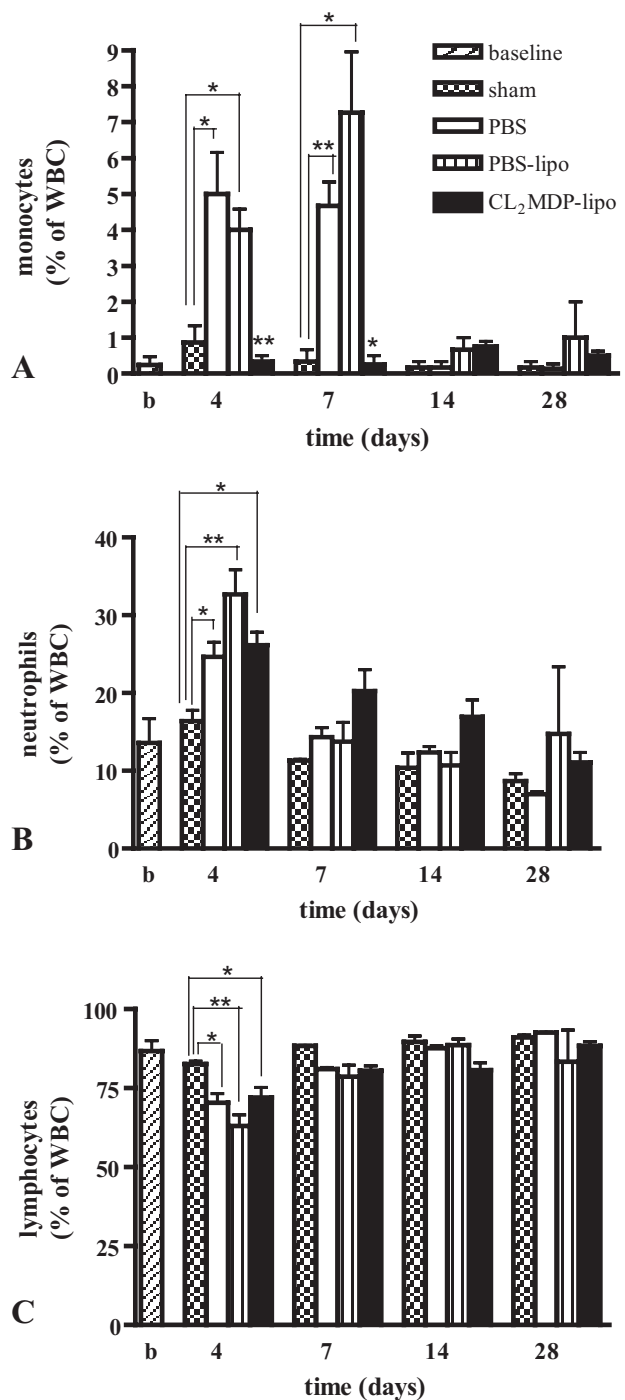 *
9
8
7
6
5
4
3
2
1
0
monocytes
(% of WBC)
*
*
**
**
*
baseline
sham
PBS
PBS-lipo
CL₂MDP-lipo
b 4 7 14 28
time (days)
A
*
**
*
40
30
20
10
0
neutrophils
(% of WBC)
b 4 7 14 28
time (days)
B
*
**
*
100
75
50
25
0
lymphocytes
(% of WBC)
b 4 7 14 28
time (days)
C